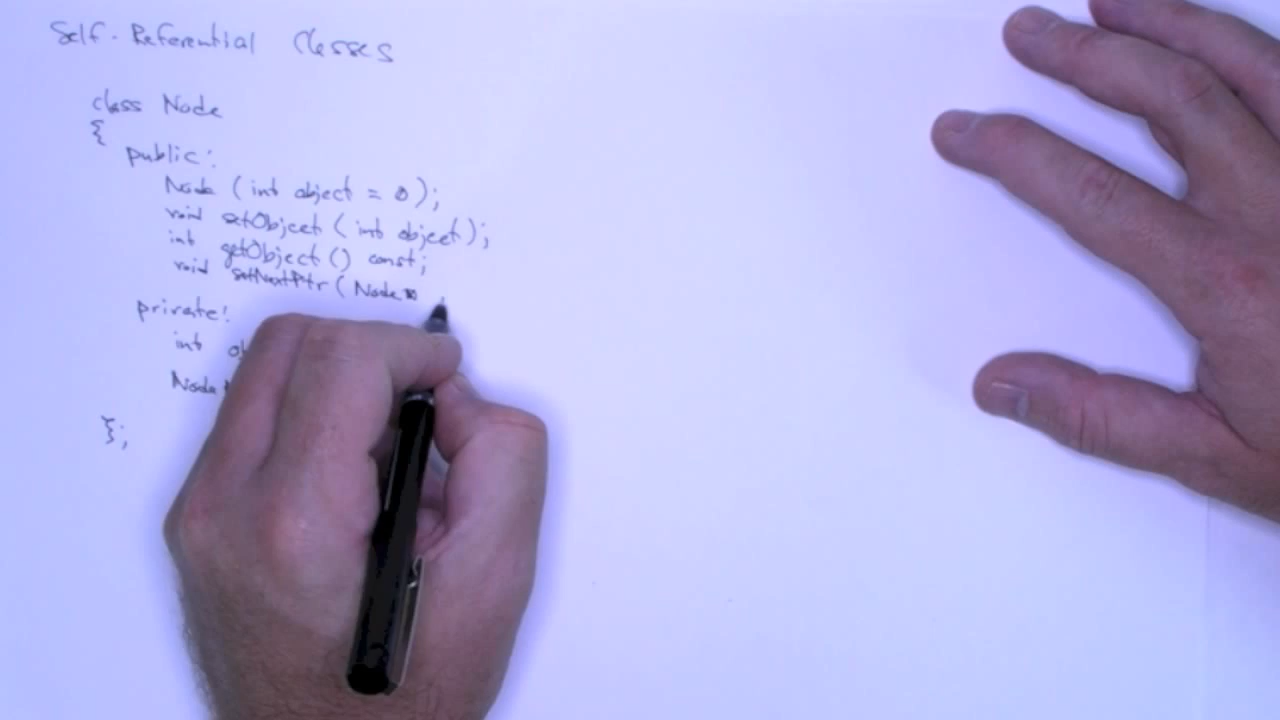 Self-Referential Classes
class Node
{
public:
Node (int object = 0);
void setObject (int object);
int getObject () const;
void setNextPtr (Node*
private:
int ob
Node *
};